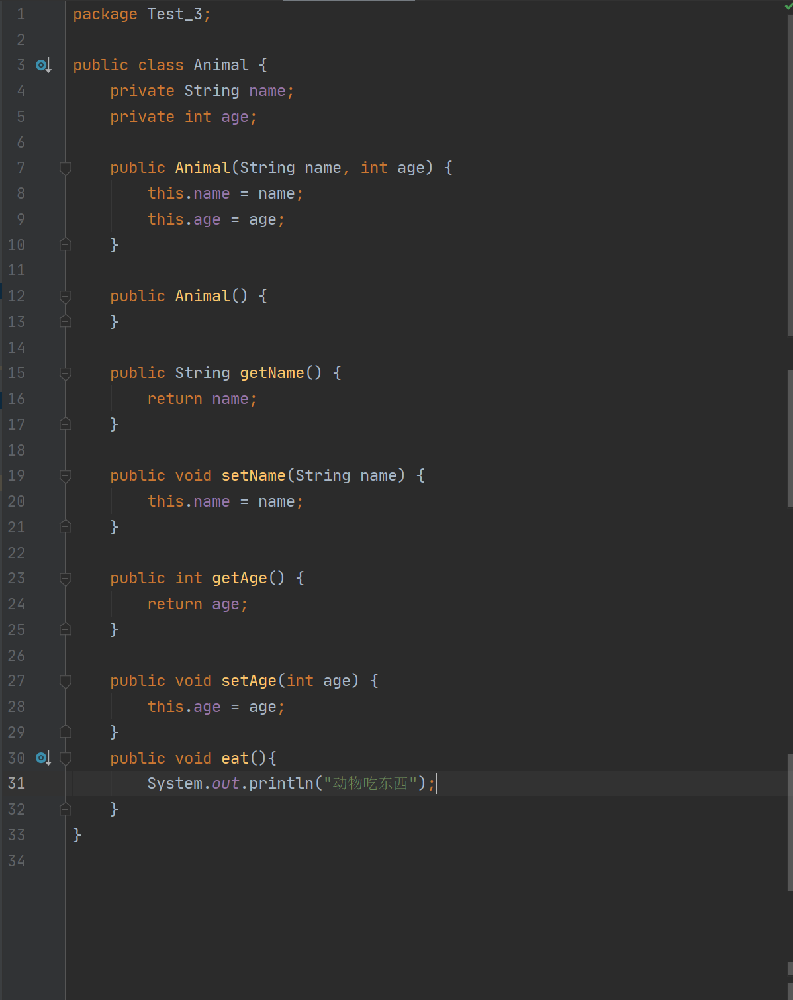 1 package Test_3;
2
3 public class Animal {
4     private String name;
5     private int age;
6
7     public Animal(String name, int age) {
8         this.name = name;
9         this.age = age;
10     }
11
12     public Animal() {
13     }
14
15     public String getName() {
16         return name;
17     }
18
19     public void setName(String name) {
20         this.name = name;
21     }
22
23     public int getAge() {
24         return age;
25     }
26
27     public void setAge(int age) {
28         this.age = age;
29     }
30     public void eat(){
31         System.out.println("动物吃东西");
32     }
33 }
34